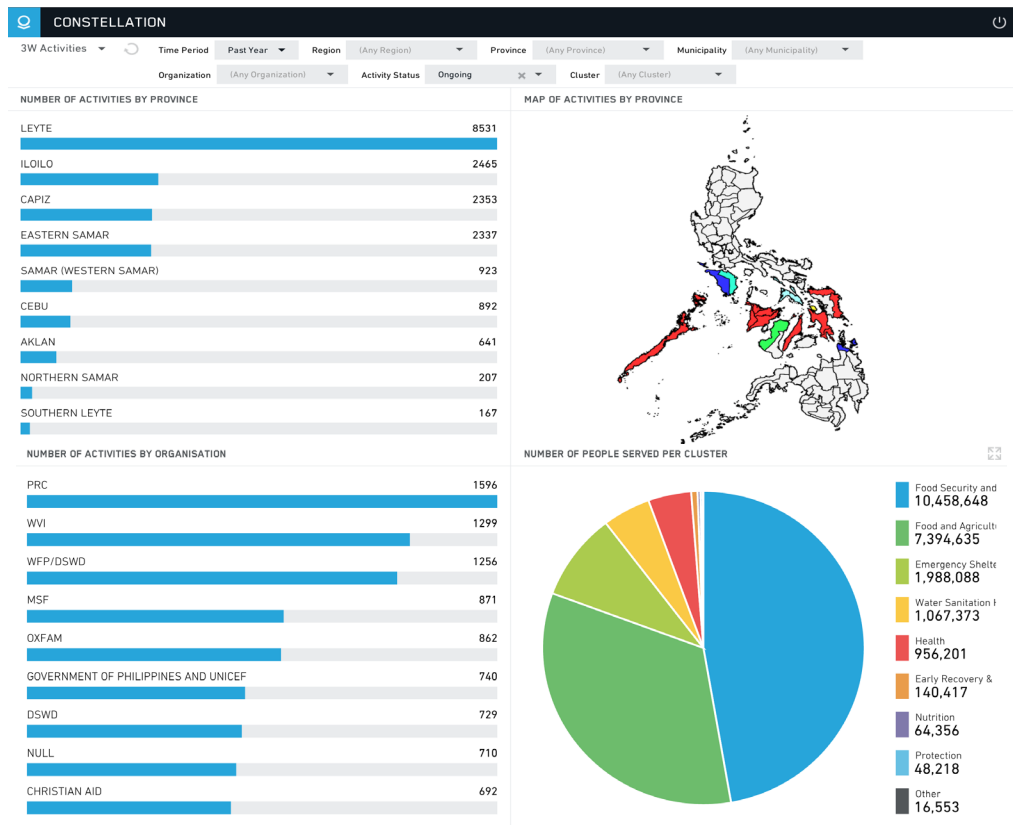 CONSTELLATION
3W Activities
Time Period Past Year Region (Any Region) Province (Any Province) Municipality (Any Municipality)
Organization (Any Organization) Activity Status Ongoing Cluster (Any Cluster)
NUMBER OF ACTIVITIES BY PROVINCE
LEYTE 8531
ILOILO 2465
CAPIZ 2353
EASTERN SAMAR 2337
SAMAR (WESTERN SAMAR) 923
CEBU 892
AKLAN 641
NORTHERN SAMAR 207
SOUTHERN LEYTE 167
MAP OF ACTIVITIES BY PROVINCE
NUMBER OF ACTIVITIES BY ORGANISATION
PRC 1596
WVI 1299
WFP/DSWD 1256
MSF 871
OXFAM 862
GOVERNMENT OF PHILIPPINES AND UNICEF 740
DSWD 729
NULL 710
CHRISTIAN AID 692
NUMBER OF PEOPLE SERVED PER CLUSTER
Food Security and
10,458,648
Food and Agricult
7,394,635
Emergency Shelte
1,988,088
Water Sanitation
1,067,373
Health
956,201
Early Recovery &
140,417
Nutrition
64,356
Protection
48,218
Other
16,553